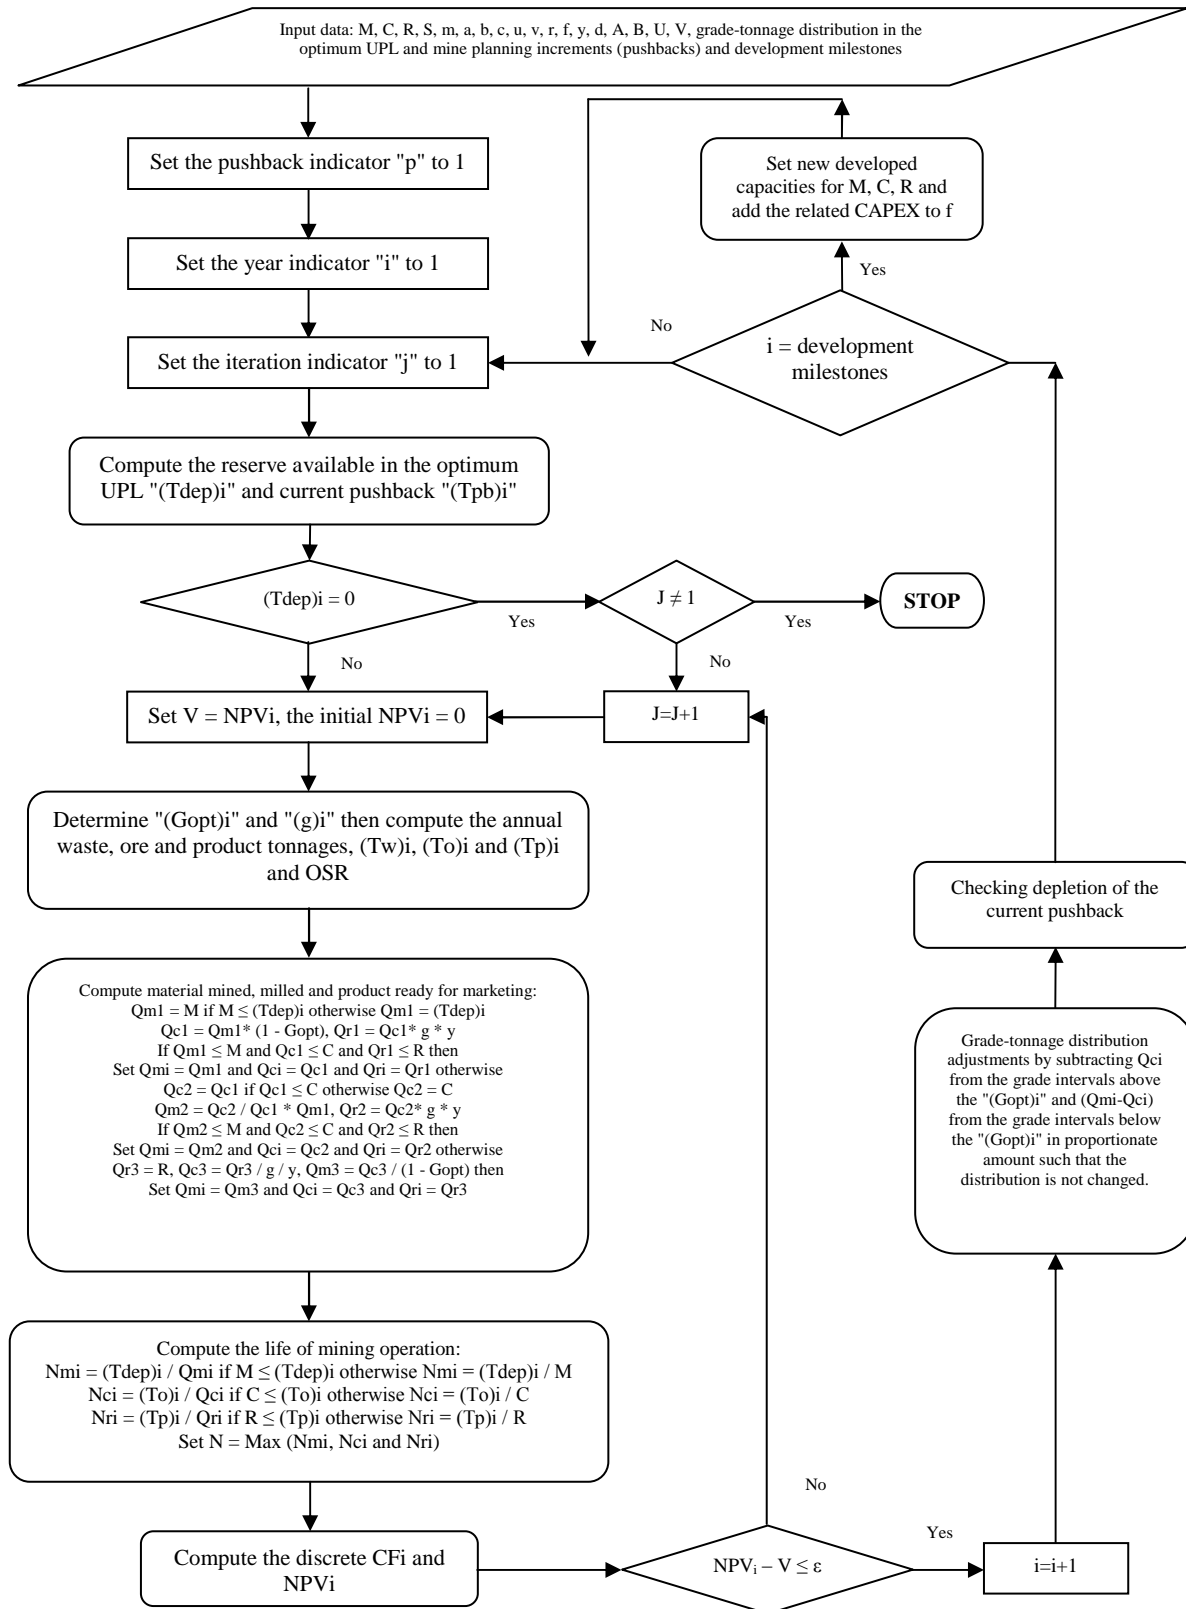 Input data: M, C, R, S, m, a, b, c, u, v, r, f, y, d, A, B, U, V, grade-tonnage distribution in the
optimum UPL and mine planning increments (pushbacks) and development milestones
Set the pushback indicator "p" to 1
Set new developed
capacities for M, C, R and
add the related CAPEX to f
Set the year indicator "i" to 1
Yes
No
i = development
milestones
Set the iteration indicator "j" to 1
Compute the reserve available in the optimum
UPL "(Tdep)i" and current pushback "(Tpb)i"
(Tdep)i = 0
Yes
J ≠ 1
Yes
STOP
No
No
Set V = NPVi, the initial NPVi = 0
J=J+1
Determine "(Gopt)i" and "(g)i" then compute the annual
waste, ore and product tonnages, (Tw)i, (To)i and (Tp)i
and OSR
Checking depletion of the
current pushback
Compute material mined, milled and product ready for marketing:
Qm1 = M if M ≤ (Tdep)i otherwise Qm1 = (Tdep)i
Qc1 = Qm1* (1 - Gopt), Qr1 = Qc1* g * y
If Qm1 ≤ M and Qc1 ≤ C and Qr1 ≤ R then
Set Qmi = Qm1 and Qci = Qc1 and Qri = Qr1 otherwise
Qc2 = Qc1 if Qc1 ≤ C otherwise Qc2 = C
Qm2 = Qc2 / Qc1 * Qm1, Qr2 = Qc2* g * y
If Qm2 ≤ M and Qc2 ≤ C and Qr2 ≤ R then
Set Qmi = Qm2 and Qci = Qc2 and Qri = Qr2 otherwise
Qr3 = R, Qc3 = Qr3 / g / y, Qm3 = Qc3 / (1 - Gopt) then
Set Qmi = Qm3 and Qci = Qc3 and Qri = Qr3
Grade-tonnage distribution
adjustments by subtracting Qci
from the grade intervals above
the "(Gopt)i" and (Qmi-Qci)
from the grade intervals below
the "(Gopt)i" in proportionate
amount such that the
distribution is not changed.
Compute the life of mining operation:
Nmi = (Tdep)i / Qmi if M ≤ (Tdep)i otherwise Nmi = (Tdep)i / M
Nci = (To)i / Qci if C ≤ (To)i otherwise Nci = (To)i / C
Nri = (Tp)i / Qri if R ≤ (Tp)i otherwise Nri = (Tp)i / R
Set N = Max (Nmi, Nci and Nri)
No
Compute the discrete CFi and
NPVi
NPVi – V ≤ ε
Yes
i=i+1